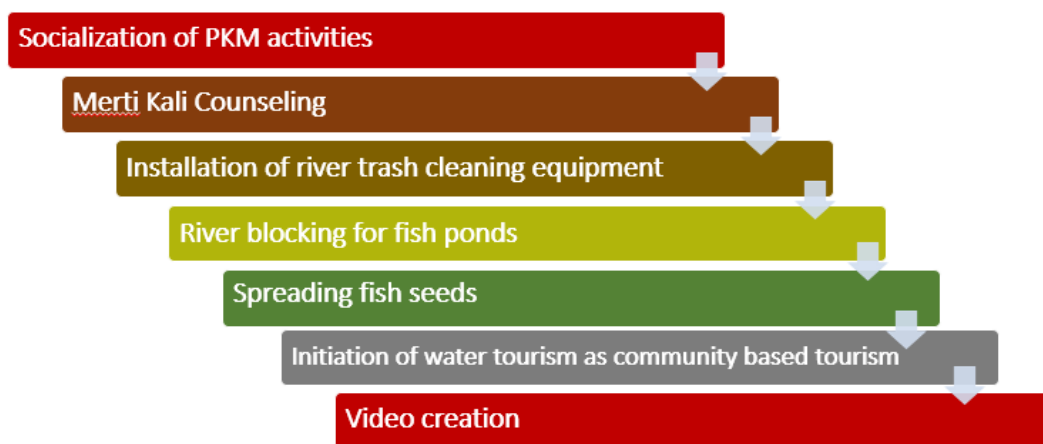 Socialization of PKM activities
Merti Kali Counseling
Installation of river trash cleaning equipment
River blocking for fish ponds
Spreading fish seeds
Initiation of water tourism as community based tourism
Video creation